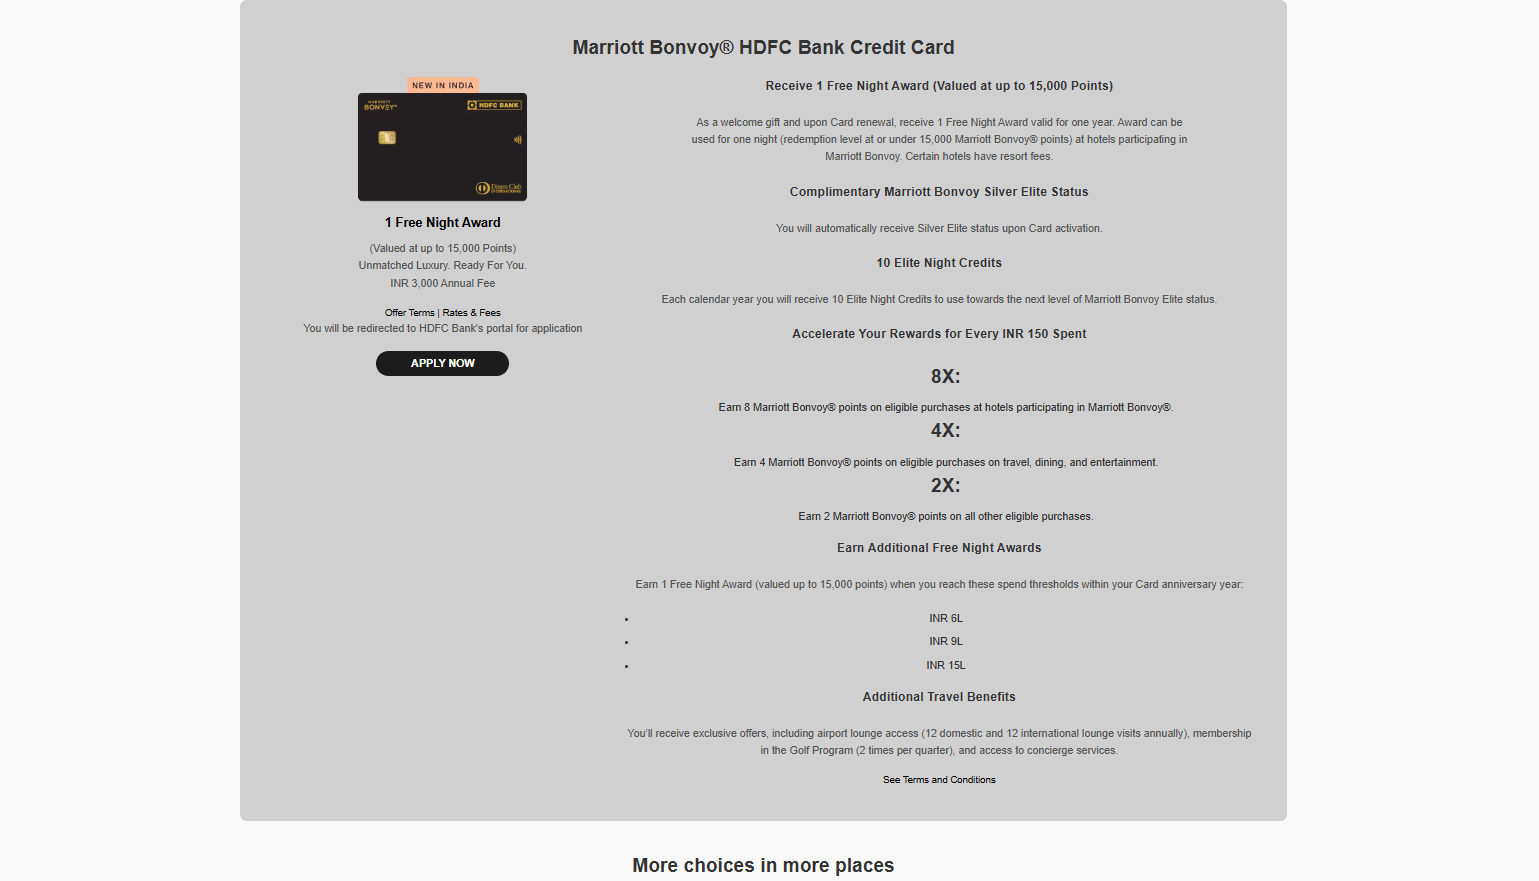 Marriott Bonvoy® HDFC Bank Credit Card
NEW IN INDIA
MARRIOTT
BONVOY®
HDFC BANK
Diners Club
INTERNATIONAL
1 Free Night Award
(Valued at up to 15,000 Points)
Unmatched Luxury. Ready For You.
INR 3,000 Annual Fee
Offer Terms | Rates & Fees
You will be redirected to HDFC Bank's portal for application
APPLY NOW
Receive 1 Free Night Award (Valued at up to 15,000 Points)
As a welcome gift and upon Card renewal, receive 1 Free Night Award valid for one year. Award can be
used for one night (redemption level at or under 15,000 Marriott Bonvoy® points) at hotels participating in
Marriott Bonvoy. Certain hotels have resort fees.
Complimentary Marriott Bonvoy Silver Elite Status
You will automatically receive Silver Elite status upon Card activation.
10 Elite Night Credits
Each calendar year you will receive 10 Elite Night Credits to use towards the next level of Marriott Bonvoy Elite status.
Accelerate Your Rewards for Every INR 150 Spent
8X:
Earn 8 Marriott Bonvoy® points on eligible purchases at hotels participating in Marriott Bonvoy®.
4X:
Earn 4 Marriott Bonvoy® points on eligible purchases on travel, dining, and entertainment.
2X:
Earn 2 Marriott Bonvoy® points on all other eligible purchases.
Earn Additional Free Night Awards
Earn 1 Free Night Award (valued up to 15,000 points) when you reach these spend thresholds within your Card anniversary year:
• INR 6L
• INR 9L
• INR 15L
Additional Travel Benefits
You'll receive exclusive offers, including airport lounge access (12 domestic and 12 international lounge visits annually), membership
in the Golf Program (2 times per quarter), and access to concierge services.
See Terms and Conditions
More choices in more places